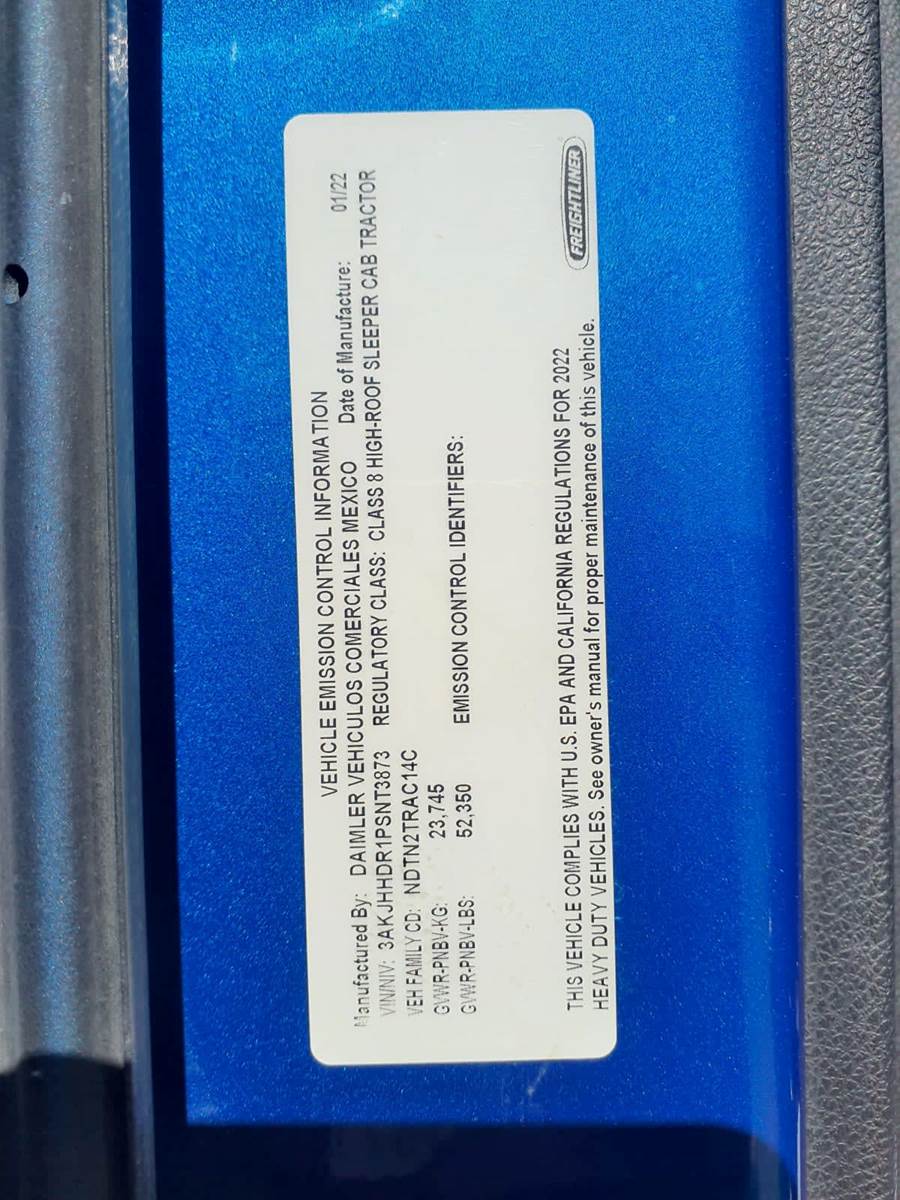 VEHICLE EMISSION CONTROL INFORMATION
Manufactured By: DAIMLER VEHICULOS COMERCIALES MEXICO Date of Manufacture: 01/22
VIN/NIV: 3AKJHHDR1PSNT3873 REGULATORY CLASS: CLASS 8 HIGH-ROOF SLEEPER CAB TRACTOR
VEH FAMILY CD: NDTN2TRAC14C
GVWR-PNBV-KG: 23,745
GVWR-PNBV-LBS: 52,350 EMISSION CONTROL IDENTIFIERS:
THIS VEHICLE COMPLIES WITH U.S. EPA AND CALIFORNIA REGULATIONS FOR 2022
HEAVY DUTY VEHICLES. See owner's manual for proper maintenance of this vehicle.
FREIGHTLINER